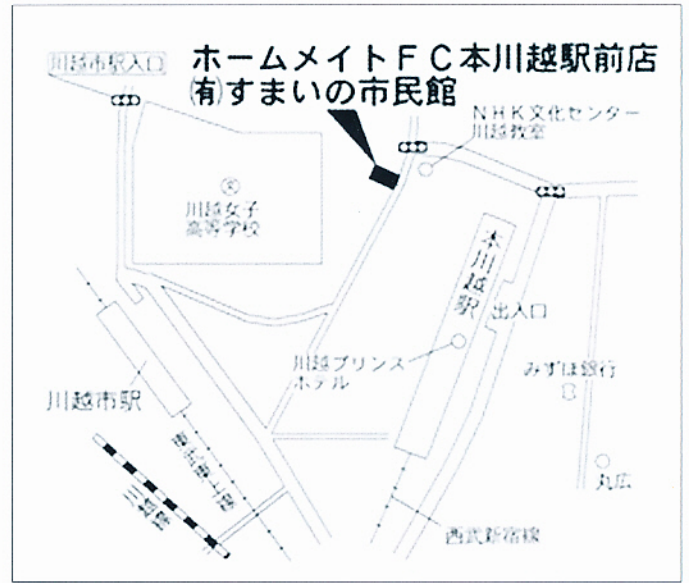 川越市駅入口
ホームメイトFC本川越駅前店
㈲すまいの市民館
NHK文化センター
川越教室
文
川越女子
高等学校
本川越駅
出入口
川越プリンス
ホテル
みずほ銀行
川越市駅
東武東上線
丸広
西武新宿線